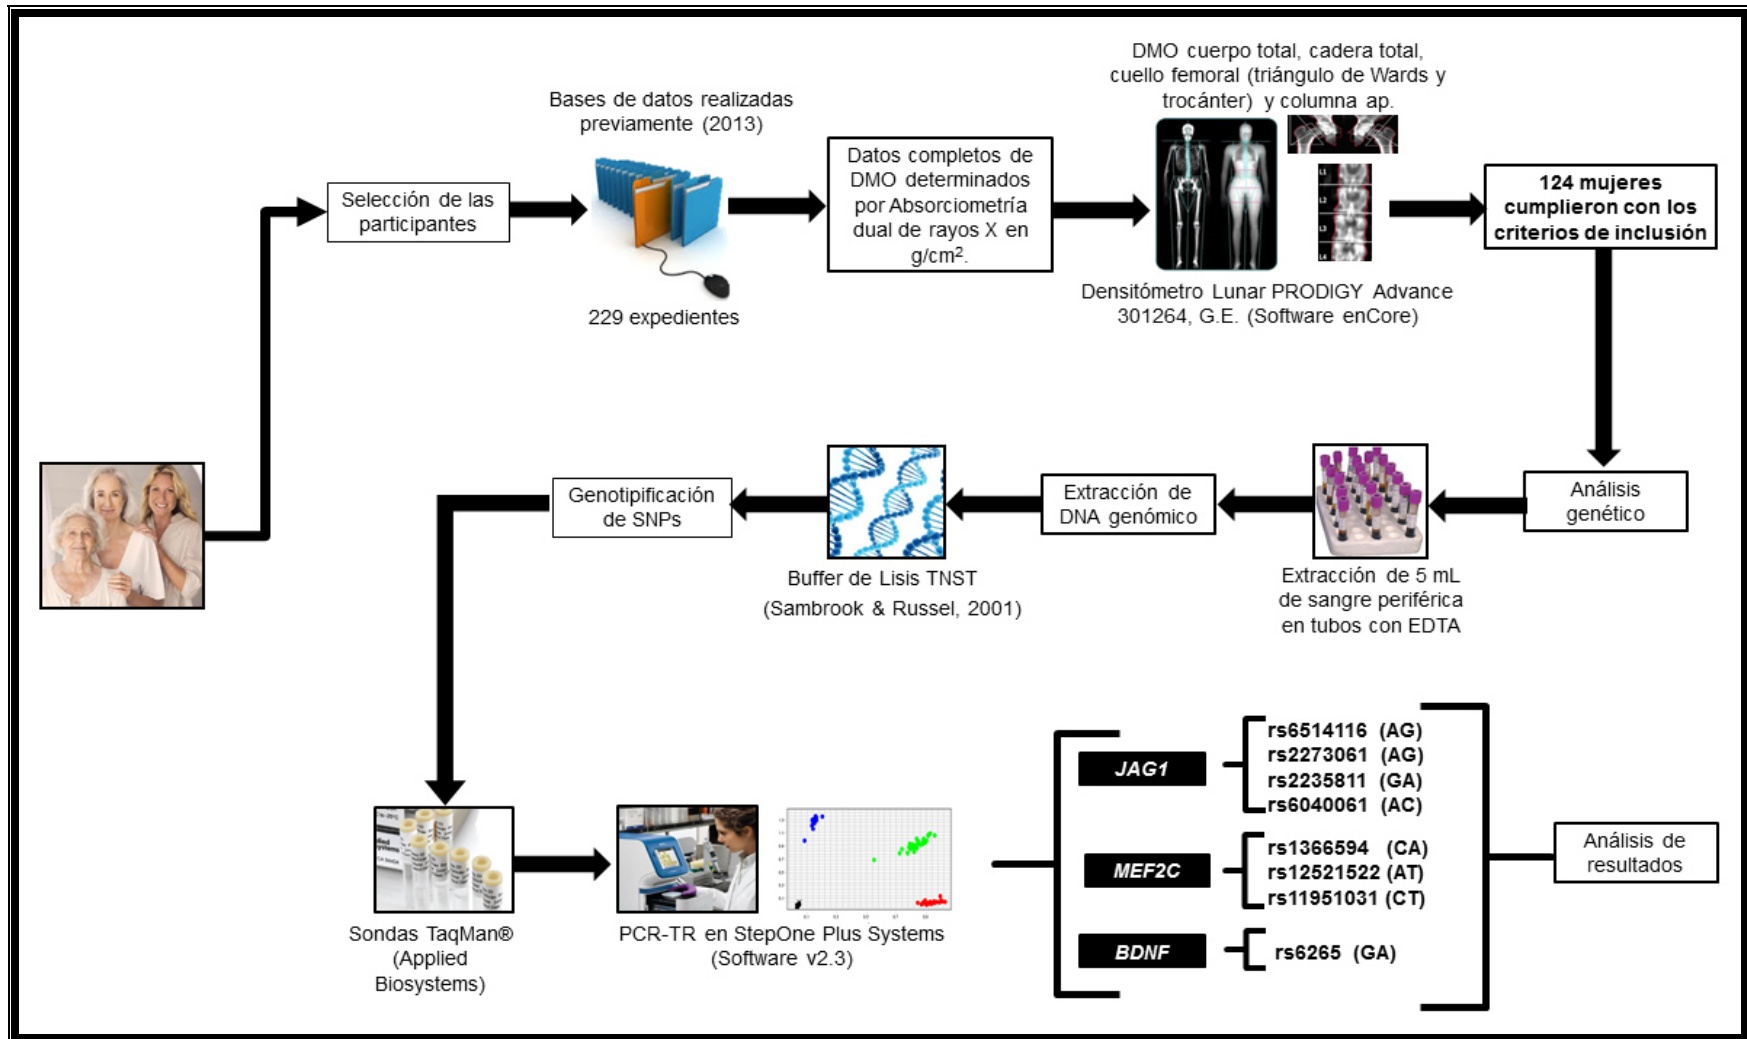 Selección de las
participantes
Bases de datos realizadas
previamente (2013)
229 expedientes
Datos completos de
DMO determinados
por Absorciometría
dual de rayos X en
g/cm².
DMO cuerpo total, cadera total,
cuello femoral (triángulo de Wards y
trocánter) y columna ap.
L1
L2
L3
L4
Densitómetro Lunar PRODIGY Advance
301264, G.E. (Software enCore)
124 mujeres
cumplieron con los
criterios de inclusión
Análisis
genético
Extracción de 5 mL
de sangre periférica
en tubos con EDTA
Extracción de
DNA genómico
Buffer de Lisis TNST
(Sambrook & Russel, 2001)
Genotipificación
de SNPs
Sondas TaqMan®
(Applied
Biosystems)
PCR-TR en StepOne Plus Systems
(Software v2.3)
JAG1
rs6514116 (AG)
rs2273061 (AG)
rs2235811 (GA)
rs6040061 (AC)
MEF2C
rs1366594 (CA)
rs12521522 (AT)
rs11951031 (CT)
BDNF
rs6265 (GA)
Análisis de
resultados